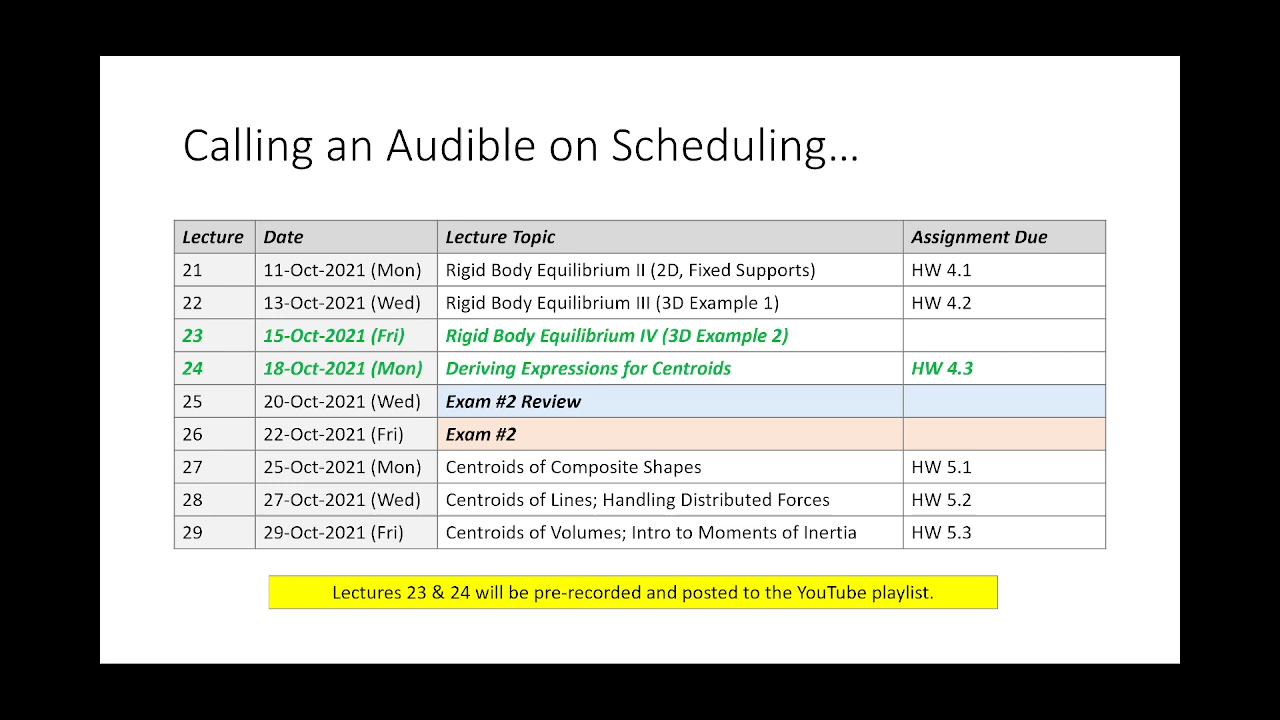 Calling an Audible on Scheduling...
Lecture Date Lecture Topic Assignment Due
21 11-Oct-2021 (Mon) Rigid Body Equilibrium II (2D, Fixed Supports) HW 4.1
22 13-Oct-2021 (Wed) Rigid Body Equilibrium III (3D Example 1) HW 4.2
23 15-Oct-2021 (Fri) Rigid Body Equilibrium IV (3D Example 2)
24 18-Oct-2021 (Mon) Deriving Expressions for Centroids HW 4.3
25 20-Oct-2021 (Wed) Exam #2 Review
26 22-Oct-2021 (Fri) Exam #2
27 25-Oct-2021 (Mon) Centroids of Composite Shapes HW 5.1
28 27-Oct-2021 (Wed) Centroids of Lines; Handling Distributed Forces HW 5.2
29 29-Oct-2021 (Fri) Centroids of Volumes; Intro to Moments of Inertia HW 5.3
Lectures 23 & 24 will be pre-recorded and posted to the YouTube playlist.